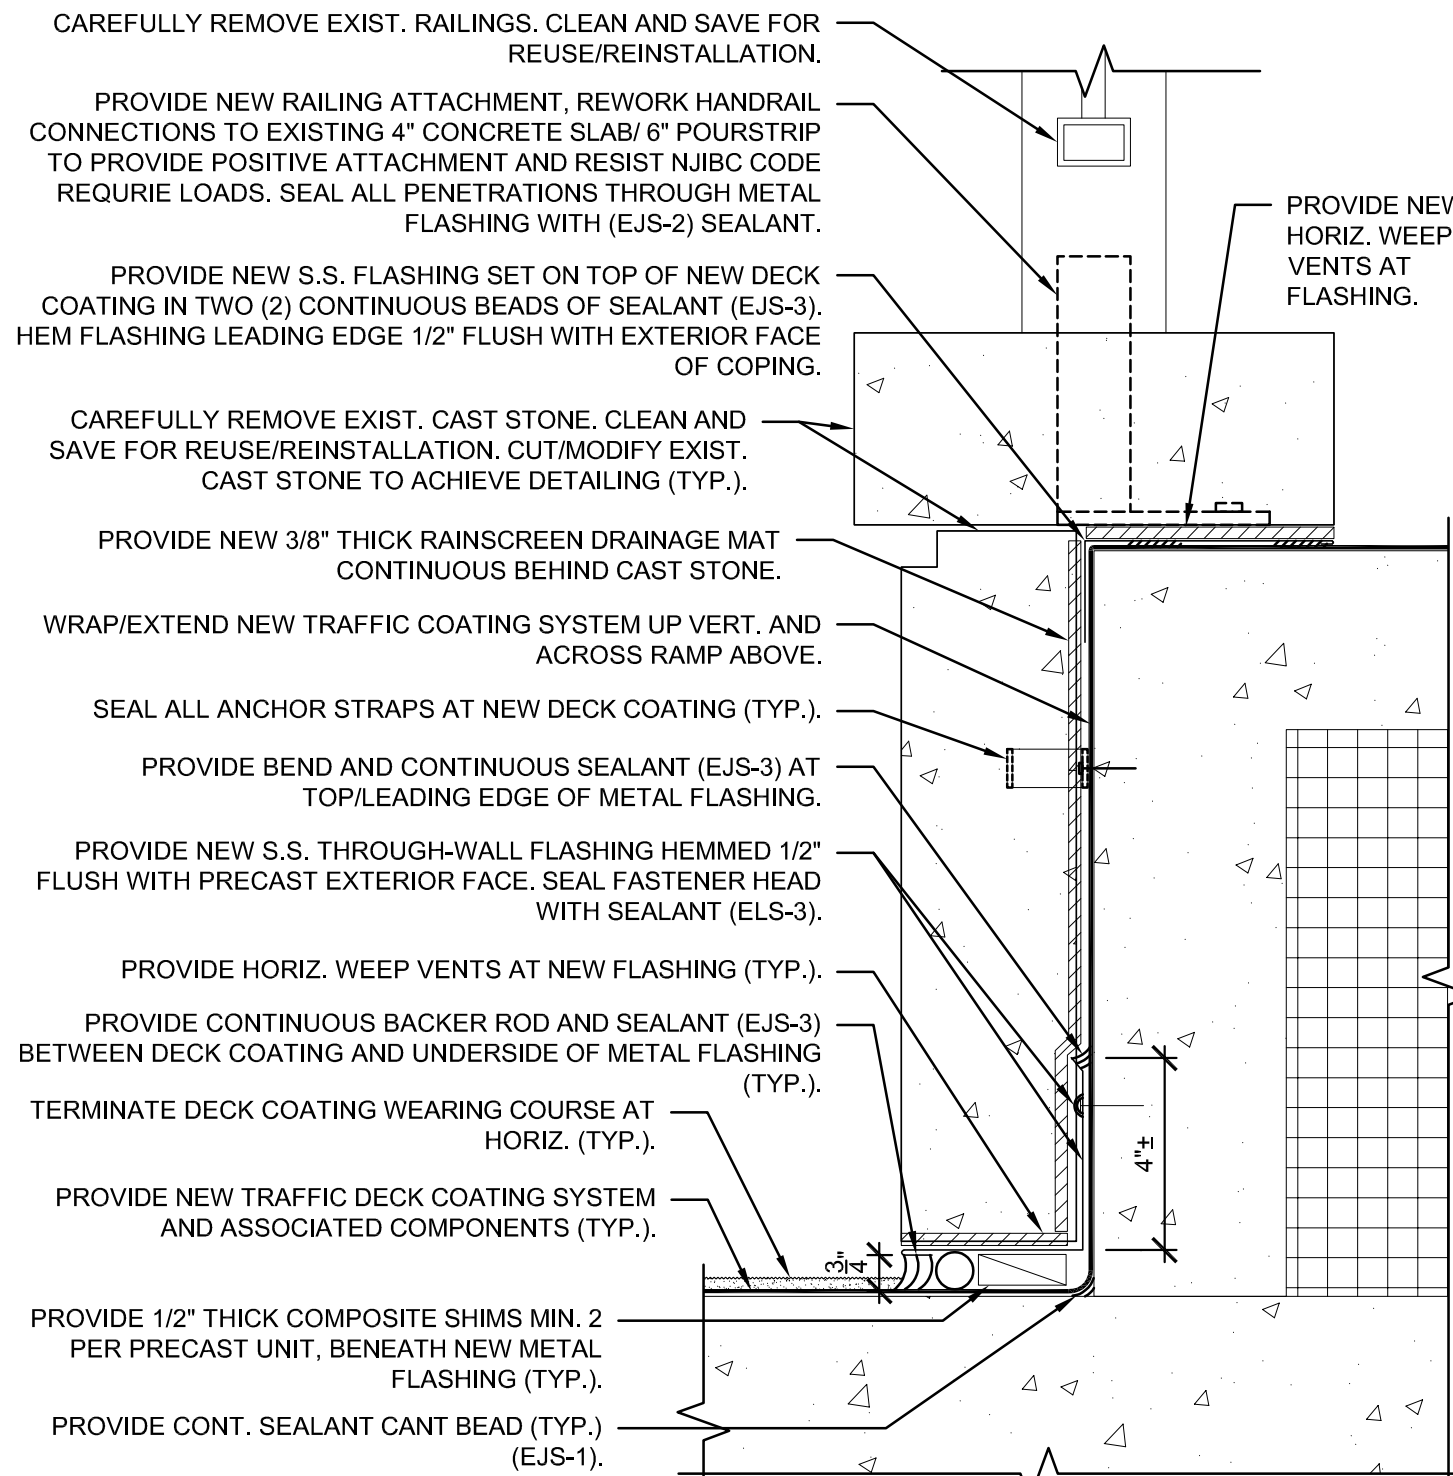 CAREFULLY REMOVE EXIST. RAILINGS. CLEAN AND SAVE FOR
REUSE/REINSTALLATION.
PROVIDE NEW RAILING ATTACHMENT, REWORK HANDRAIL
CONNECTIONS TO EXISTING 4" CONCRETE SLAB/ 6" POURSTRIP
TO PROVIDE POSITIVE ATTACHMENT AND RESIST NJIBC CODE
REQURIE LOADS. SEAL ALL PENETRATIONS THROUGH METAL
FLASHING WITH (EJS-2) SEALANT.
PROVIDE NEW
HORIZ. WEEP
VENTS AT
FLASHING.
PROVIDE NEW S.S. FLASHING SET ON TOP OF NEW DECK
COATING IN TWO (2) CONTINUOUS BEADS OF SEALANT (EJS-3).
HEM FLASHING LEADING EDGE 1/2" FLUSH WITH EXTERIOR FACE
OF COPING.
CAREFULLY REMOVE EXIST. CAST STONE. CLEAN AND
SAVE FOR REUSE/REINSTALLATION. CUT/MODIFY EXIST.
CAST STONE TO ACHIEVE DETAILING (TYP.).
PROVIDE NEW 3/8" THICK RAINSCREEN DRAINAGE MAT
CONTINUOUS BEHIND CAST STONE.
WRAP/EXTEND NEW TRAFFIC COATING SYSTEM UP VERT. AND
ACROSS RAMP ABOVE.
SEAL ALL ANCHOR STRAPS AT NEW DECK COATING (TYP.).
PROVIDE BEND AND CONTINUOUS SEALANT (EJS-3) AT
TOP/LEADING EDGE OF METAL FLASHING.
PROVIDE NEW S.S. THROUGH-WALL FLASHING HEMMED 1/2"
FLUSH WITH PRECAST EXTERIOR FACE. SEAL FASTENER HEAD
WITH SEALANT (ELS-3).
PROVIDE HORIZ. WEEP VENTS AT NEW FLASHING (TYP.).
PROVIDE CONTINUOUS BACKER ROD AND SEALANT (EJS-3)
BETWEEN DECK COATING AND UNDERSIDE OF METAL FLASHING
(TYP.).
TERMINATE DECK COATING WEARING COURSE AT
HORIZ. (TYP.).
4"±
PROVIDE NEW TRAFFIC DECK COATING SYSTEM
AND ASSOCIATED COMPONENTS (TYP.).
3/4"
PROVIDE 1/2" THICK COMPOSITE SHIMS MIN. 2
PER PRECAST UNIT, BENEATH NEW METAL
FLASHING (TYP.).
PROVIDE CONT. SEALANT CANT BEAD (TYP.)
(EJS-1).